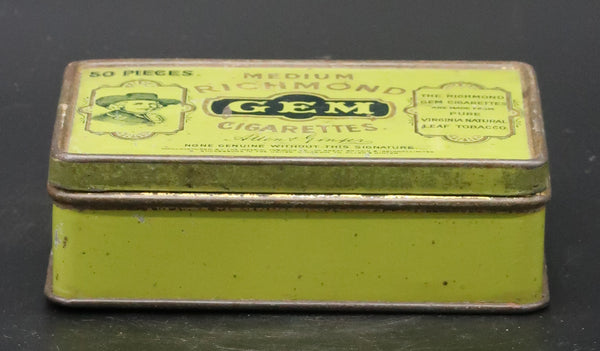 50 PIECES
MEDIUM
RICHMOND
GEM
CIGARETTES
Allen & Ginter
NONE GENUINE WITHOUT THIS SIGNATURE.
THE RICHMOND
GEM CIGARETTES
ARE MADE FROM
PURE
VIRGINIA NATURAL
LEAF TOBACCO